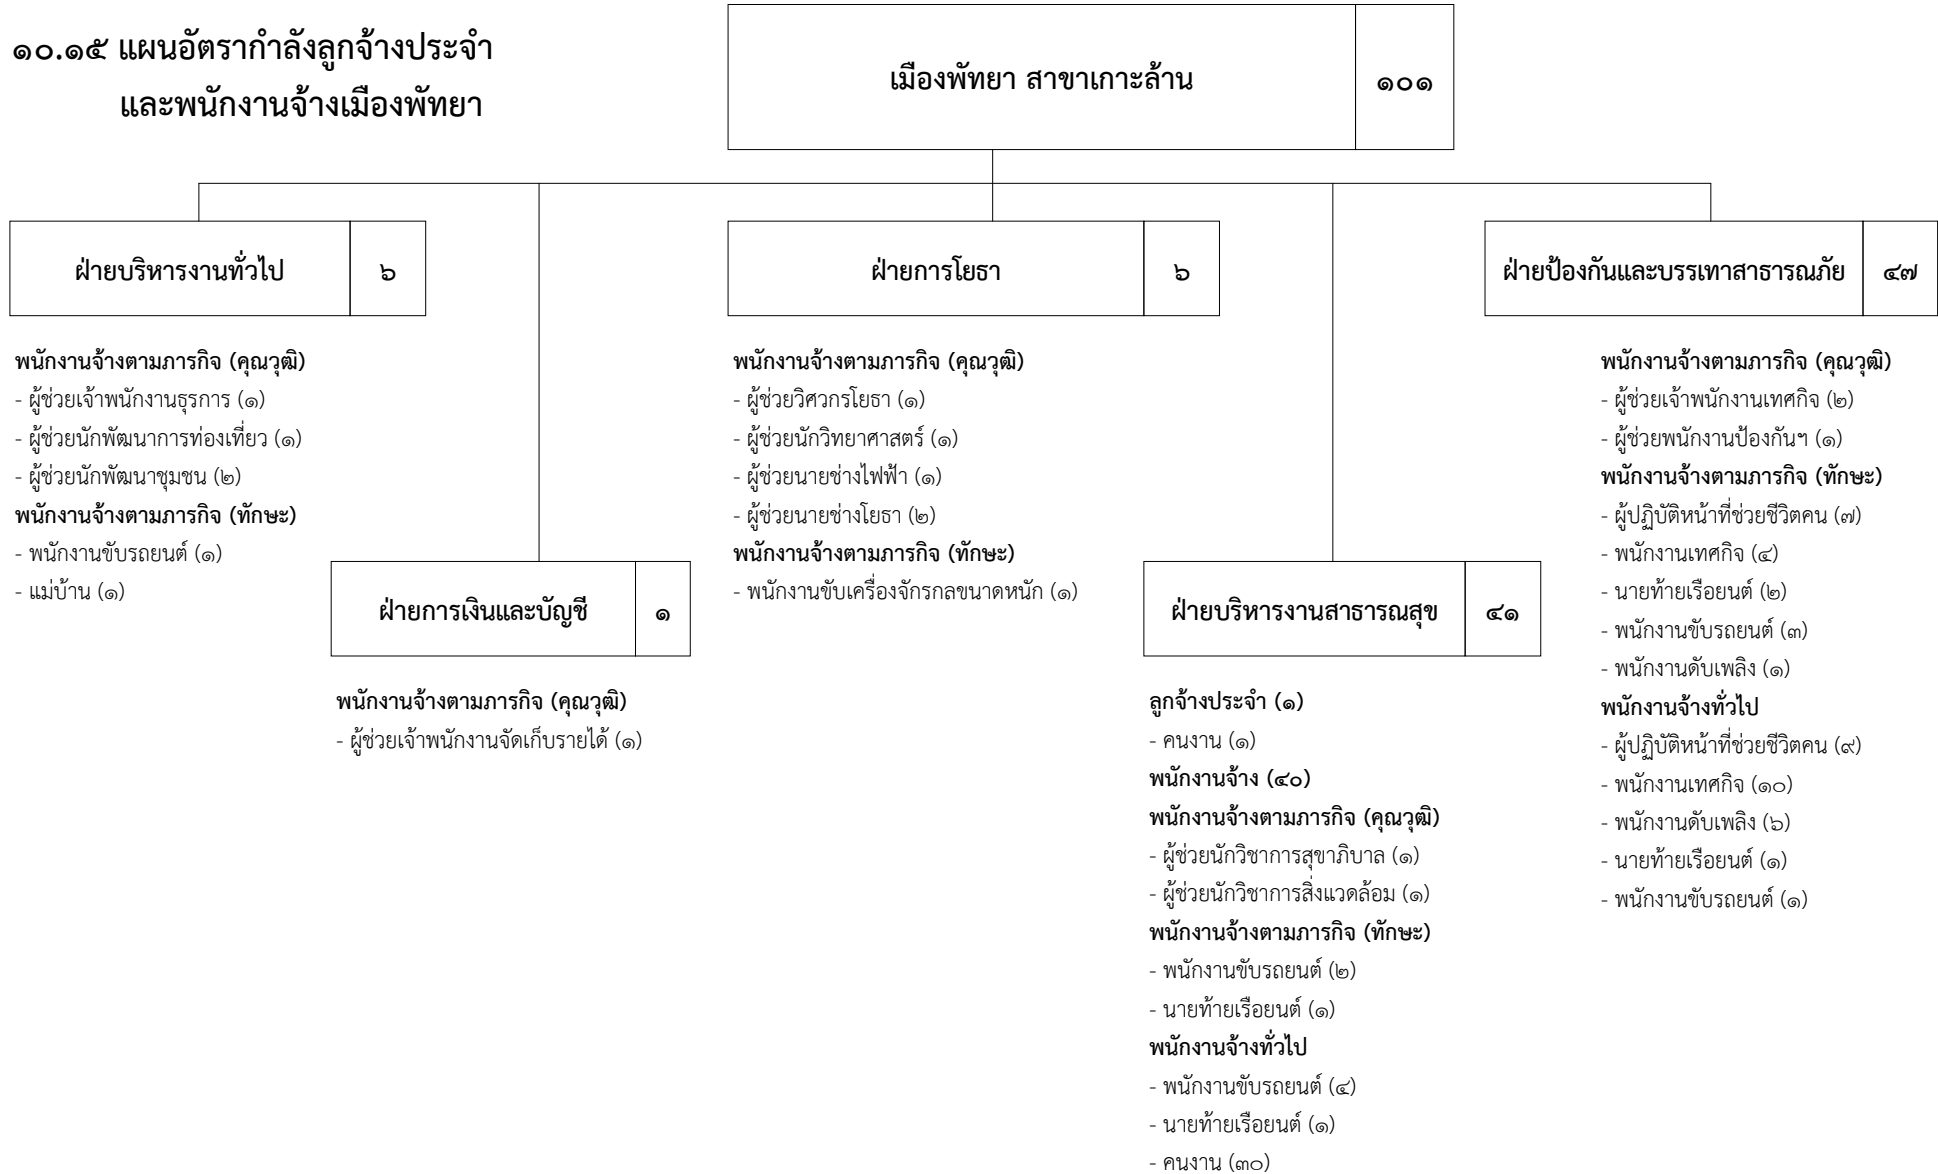 ๑๐.๑๕ แผนอัตรากำลังลูกจ้างประจำ
และพนักงานจ้างเมืองพัทยา
เมืองพัทยา สาขาเกาะล้าน
๑๐๑
ฝ่ายบริหารงานทั่วไป
๖
พนักงานจ้างตามภารกิจ (คุณวุฒิ)
- ผู้ช่วยเจ้าพนักงานธุรการ (๑)
- ผู้ช่วยนักพัฒนาการท่องเที่ยว (๑)
- ผู้ช่วยนักพัฒนาชุมชน (๒)
พนักงานจ้างตามภารกิจ (ทักษะ)
- พนักงานขับรถยนต์ (๑)
- แม่บ้าน (๑)
ฝ่ายการเงินและบัญชี
๑
พนักงานจ้างตามภารกิจ (คุณวุฒิ)
- ผู้ช่วยเจ้าพนักงานจัดเก็บรายได้ (๑)
ฝ่ายการโยธา
๖
พนักงานจ้างตามภารกิจ (คุณวุฒิ)
- ผู้ช่วยวิศวกรโยธา (๑)
- ผู้ช่วยนักวิทยาศาสตร์ (๑)
- ผู้ช่วยนายช่างไฟฟ้า (๑)
- ผู้ช่วยนายช่างโยธา (๒)
พนักงานจ้างตามภารกิจ (ทักษะ)
- พนักงานขับเครื่องจักรกลขนาดหนัก (๑)
ฝ่ายบริหารงานสาธารณสุข
๔๑
ลูกจ้างประจำ (๑)
- คนงาน (๑)
พนักงานจ้าง (๔๐)
พนักงานจ้างตามภารกิจ (คุณวุฒิ)
- ผู้ช่วยนักวิชาการสุขาภิบาล (๑)
- ผู้ช่วยนักวิชาการสิ่งแวดล้อม (๑)
พนักงานจ้างตามภารกิจ (ทักษะ)
- พนักงานขับรถยนต์ (๒)
- นายท้ายเรือยนต์ (๑)
พนักงานจ้างทั่วไป
- พนักงานขับรถยนต์ (๔)
- นายท้ายเรือยนต์ (๑)
- คนงาน (๓๐)
ฝ่ายป้องกันและบรรเทาสาธารณภัย
๔๗
พนักงานจ้างตามภารกิจ (คุณวุฒิ)
- ผู้ช่วยเจ้าพนักงานเทศกิจ (๒)
- ผู้ช่วยพนักงานป้องกันฯ (๑)
พนักงานจ้างตามภารกิจ (ทักษะ)
- ผู้ปฏิบัติหน้าที่ช่วยชีวิตคน (๗)
- พนักงานเทศกิจ (๔)
- นายท้ายเรือยนต์ (๒)
- พนักงานขับรถยนต์ (๓)
- พนักงานดับเพลิง (๑)
พนักงานจ้างทั่วไป
- ผู้ปฏิบัติหน้าที่ช่วยชีวิตคน (๙)
- พนักงานเทศกิจ (๑๐)
- พนักงานดับเพลิง (๖)
- นายท้ายเรือยนต์ (๑)
- พนักงานขับรถยนต์ (๑)